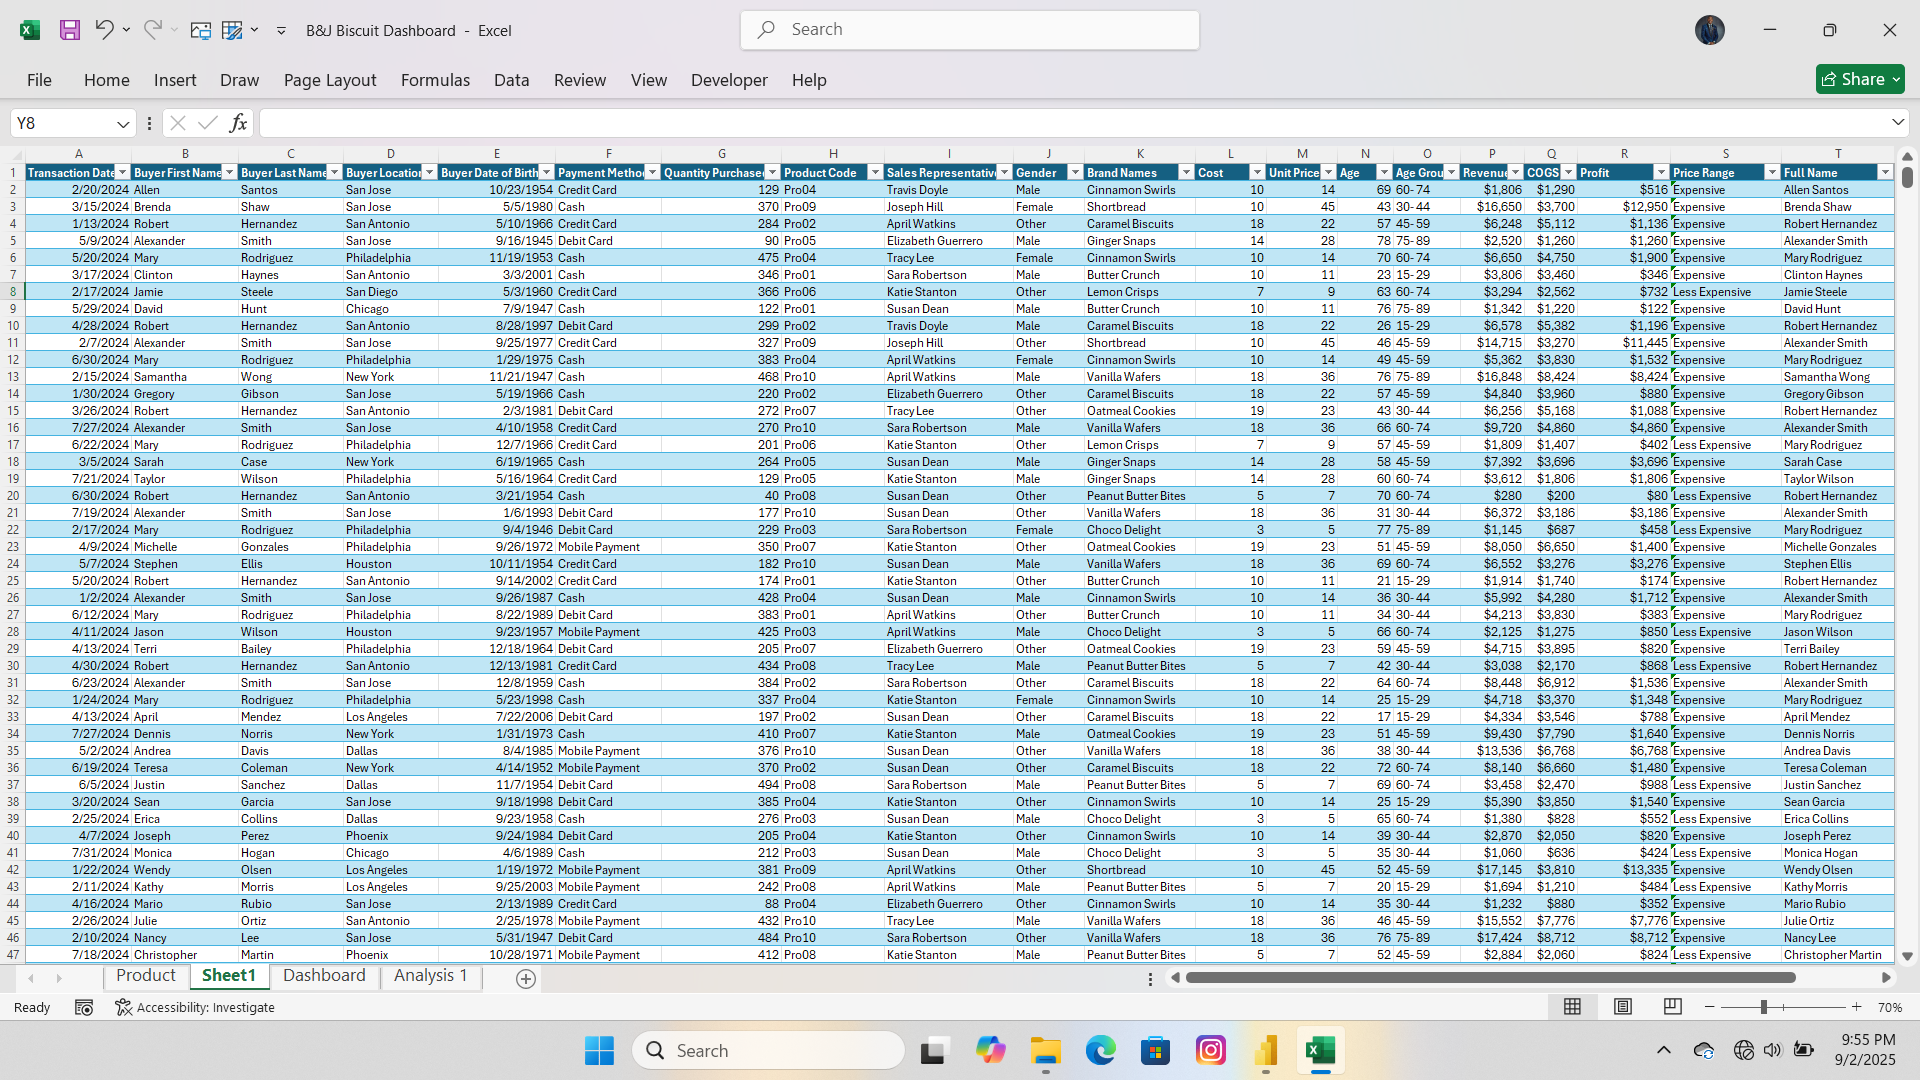 B&J Biscuit Dashboard - Excel
Search
File Home Insert Draw Page Layout Formulas Data Review View Developer Help
Share
Y8
fx
A B C D E F G H I J K L M N O P Q R S T
1 Transaction Date Buyer First Name Buyer Last Name Buyer Location Buyer Date of Birth Payment Method Quantity Purchase Product Code Sales Representative Gender Brand Names Cost Unit Price Age Age Grou Revenue COGS Profit Price Range Full Name
2 2/20/2024 Allen Santos San Jose 10/23/1954 Credit Card 129 Pro04 Travis Doyle Male Cinnamon Swirls 10 14 69 60-74 $1,806 $1,290 $516 Expensive Allen Santos
3 3/15/2024 Brenda Shaw San Jose 5/5/1980 Cash 370 Pro09 Joseph Hill Female Shortbread 10 45 43 30-44 $16,650 $3,700 $12,950 Expensive Brenda Shaw
4 1/13/2024 Robert Hernandez San Antonio 5/10/1966 Credit Card 284 Pro02 April Watkins Other Caramel Biscuits 18 22 57 45-59 $6,248 $5,112 $1,136 Expensive Robert Hernandez
5 5/9/2024 Alexander Smith San Jose 9/16/1945 Debit Card 90 Pro05 Elizabeth Guerrero Male Ginger Snaps 14 28 78 75-89 $2,520 $1,260 $1,260 Expensive Alexander Smith
6 5/20/2024 Mary Rodriguez Philadelphia 11/19/1953 Cash 475 Pro04 Tracy Lee Female Cinnamon Swirls 10 14 70 60-74 $6,650 $4,750 $1,900 Expensive Mary Rodriguez
7 3/17/2024 Clinton Haynes San Antonio 3/3/2001 Cash 346 Pro01 Sara Robertson Male Butter Crunch 10 11 23 15-29 $3,806 $3,460 $346 Expensive Clinton Haynes
8 2/17/2024 Jamie Steele San Diego 5/3/1960 Credit Card 366 Pro06 Katie Stanton Other Lemon Crisps 7 9 63 60-74 $3,294 $2,562 $732 Less Expensive Jamie Steele
9 5/29/2024 David Hunt Chicago 7/9/1947 Cash 122 Pro01 Susan Dean Male Butter Crunch 10 11 76 75-89 $1,342 $1,220 $122 Expensive David Hunt
10 4/28/2024 Robert Hernandez San Antonio 8/28/1997 Debit Card 299 Pro02 Travis Doyle Male Caramel Biscuits 18 22 26 15-29 $6,578 $5,382 $1,196 Expensive Robert Hernandez
11 2/7/2024 Alexander Smith San Jose 9/25/1977 Credit Card 327 Pro09 Joseph Hill Other Shortbread 10 45 46 45-59 $14,715 $3,270 $11,445 Expensive Alexander Smith
12 6/30/2024 Mary Rodriguez Philadelphia 1/29/1975 Cash 383 Pro04 April Watkins Female Cinnamon Swirls 10 14 49 45-59 $5,362 $3,830 $1,532 Expensive Mary Rodriguez
13 2/15/2024 Samantha Wong New York 11/21/1947 Cash 468 Pro10 April Watkins Male Vanilla Wafers 18 36 76 75-89 $16,848 $8,424 $8,424 Expensive Samantha Wong
14 1/30/2024 Gregory Gibson San Jose 5/19/1966 Cash 220 Pro02 Elizabeth Guerrero Other Caramel Biscuits 18 22 57 45-59 $4,840 $3,960 $880 Expensive Gregory Gibson
15 3/26/2024 Robert Hernandez San Antonio 2/3/1981 Debit Card 272 Pro07 Tracy Lee Other Oatmeal Cookies 19 23 43 30-44 $6,256 $5,168 $1,088 Expensive Robert Hernandez
16 7/27/2024 Alexander Smith San Jose 4/10/1958 Credit Card 270 Pro10 Sara Robertson Male Vanilla Wafers 18 36 66 60-74 $9,720 $4,860 $4,860 Expensive Alexander Smith
17 6/22/2024 Mary Rodriguez Philadelphia 12/7/1966 Credit Card 201 Pro06 Katie Stanton Other Lemon Crisps 7 9 57 45-59 $1,809 $1,407 $402 Less Expensive Mary Rodriguez
18 3/5/2024 Sarah Case New York 6/19/1965 Cash 264 Pro05 Susan Dean Male Ginger Snaps 14 28 58 45-59 $7,392 $3,696 $3,696 Expensive Sarah Case
19 7/21/2024 Taylor Wilson Philadelphia 5/16/1964 Credit Card 129 Pro05 Katie Stanton Male Ginger Snaps 14 28 60 60-74 $3,612 $1,806 $1,806 Expensive Taylor Wilson
20 6/30/2024 Robert Hernandez San Antonio 3/21/1954 Cash 40 Pro08 Susan Dean Other Peanut Butter Bites 5 7 70 60-74 $280 $200 $80 Less Expensive Robert Hernandez
21 7/19/2024 Alexander Smith San Jose 1/6/1993 Debit Card 177 Pro10 Susan Dean Other Vanilla Wafers 18 36 31 30-44 $6,372 $3,186 $3,186 Expensive Alexander Smith
22 2/17/2024 Mary Rodriguez Philadelphia 9/4/1946 Debit Card 229 Pro03 Sara Robertson Female Choco Delight 3 5 77 75-89 $1,145 $687 $458 Less Expensive Mary Rodriguez
23 4/9/2024 Michelle Gonzales Philadelphia 9/26/1972 Mobile Payment 350 Pro07 Katie Stanton Other Oatmeal Cookies 19 23 51 45-59 $8,050 $6,650 $1,400 Expensive Michelle Gonzales
24 5/7/2024 Stephen Ellis Houston 10/11/1954 Credit Card 182 Pro10 Susan Dean Male Vanilla Wafers 18 36 69 60-74 $6,552 $3,276 $3,276 Expensive Stephen Ellis
25 5/20/2024 Robert Hernandez San Antonio 9/14/2002 Credit Card 174 Pro01 Katie Stanton Other Butter Crunch 10 11 21 15-29 $1,914 $1,740 $174 Expensive Robert Hernandez
26 1/2/2024 Alexander Smith San Jose 9/26/1987 Cash 428 Pro04 Susan Dean Male Cinnamon Swirls 10 14 36 30-44 $5,992 $4,280 $1,712 Expensive Alexander Smith
27 6/12/2024 Mary Rodriguez Philadelphia 8/22/1989 Debit Card 383 Pro01 April Watkins Other Butter Crunch 10 11 34 30-44 $4,213 $3,830 $383 Expensive Mary Rodriguez
28 4/11/2024 Jason Wilson Houston 9/23/1957 Mobile Payment 425 Pro03 April Watkins Male Choco Delight 3 5 66 60-74 $2,125 $1,275 $850 Less Expensive Jason Wilson
29 4/13/2024 Terri Bailey Philadelphia 12/18/1964 Debit Card 205 Pro07 Elizabeth Guerrero Other Oatmeal Cookies 19 23 59 45-59 $4,715 $3,895 $820 Expensive Terri Bailey
30 4/30/2024 Robert Hernandez San Antonio 12/13/1981 Credit Card 434 Pro08 Tracy Lee Male Peanut Butter Bites 5 7 42 30-44 $3,038 $2,170 $868 Less Expensive Robert Hernandez
31 6/23/2024 Alexander Smith San Jose 12/8/1959 Cash 384 Pro02 Sara Robertson Other Caramel Biscuits 18 22 64 60-74 $8,448 $6,912 $1,536 Expensive Alexander Smith
32 1/24/2024 Mary Rodriguez Philadelphia 5/23/1998 Cash 337 Pro04 Katie Stanton Female Cinnamon Swirls 10 14 25 15-29 $4,718 $3,370 $1,348 Expensive Mary Rodriguez
33 4/13/2024 April Mendez Los Angeles 7/22/2006 Debit Card 197 Pro02 Susan Dean Other Caramel Biscuits 18 22 17 15-29 $4,334 $3,546 $788 Expensive April Mendez
34 7/27/2024 Dennis Norris New York 1/31/1973 Cash 410 Pro07 Katie Stanton Male Oatmeal Cookies 19 23 51 45-59 $9,430 $7,790 $1,640 Expensive Dennis Norris
35 5/2/2024 Andrea Davis Dallas 8/4/1985 Mobile Payment 376 Pro10 Susan Dean Other Vanilla Wafers 18 36 38 30-44 $13,536 $6,768 $6,768 Expensive Andrea Davis
36 6/19/2024 Teresa Coleman New York 4/14/1952 Mobile Payment 370 Pro02 Susan Dean Other Caramel Biscuits 18 22 72 60-74 $8,140 $6,660 $1,480 Expensive Teresa Coleman
37 6/5/2024 Justin Sanchez Dallas 11/7/1954 Debit Card 494 Pro08 Sara Robertson Male Peanut Butter Bites 5 7 69 60-74 $3,458 $2,470 $988 Less Expensive Justin Sanchez
38 3/20/2024 Sean Garcia San Jose 9/18/1998 Debit Card 385 Pro04 Katie Stanton Other Cinnamon Swirls 10 14 25 15-29 $5,390 $3,850 $1,540 Expensive Sean Garcia
39 2/25/2024 Erica Collins Dallas 9/23/1958 Cash 276 Pro03 Susan Dean Male Choco Delight 3 5 65 60-74 $1,380 $828 $552 Less Expensive Erica Collins
40 4/7/2024 Joseph Perez Phoenix 9/24/1984 Debit Card 205 Pro04 Katie Stanton Other Cinnamon Swirls 10 14 39 30-44 $2,870 $2,050 $820 Expensive Joseph Perez
41 7/31/2024 Monica Hogan Chicago 4/6/1989 Cash 212 Pro03 Susan Dean Male Choco Delight 3 5 35 30-44 $1,060 $636 $424 Less Expensive Monica Hogan
42 1/22/2024 Wendy Olsen Los Angeles 1/19/1972 Mobile Payment 381 Pro09 April Watkins Other Shortbread 10 45 52 45-59 $17,145 $3,810 $13,335 Expensive Wendy Olsen
43 2/11/2024 Kathy Morris Los Angeles 9/25/2003 Mobile Payment 242 Pro08 April Watkins Male Peanut Butter Bites 5 7 20 15-29 $1,694 $1,210 $484 Less Expensive Kathy Morris
44 4/16/2024 Mario Rubio San Jose 2/13/1989 Credit Card 88 Pro04 Elizabeth Guerrero Other Cinnamon Swirls 10 14 35 30-44 $1,232 $880 $352 Expensive Mario Rubio
45 2/26/2024 Julie Ortiz San Antonio 2/25/1978 Mobile Payment 432 Pro10 Tracy Lee Male Vanilla Wafers 18 36 46 45-59 $15,552 $7,776 $7,776 Expensive Julie Ortiz
46 2/10/2024 Nancy Lee San Jose 5/31/1947 Debit Card 484 Pro10 Sara Robertson Other Vanilla Wafers 18 36 76 75-89 $17,424 $8,712 $8,712 Expensive Nancy Lee
47 7/18/2024 Christopher Martin Phoenix 10/28/1971 Mobile Payment 412 Pro08 Katie Stanton Male Peanut Butter Bites 5 7 52 45-59 $2,884 $2,060 $824 Less Expensive Christopher Martin
Product Sheet1 Dashboard Analysis 1
Ready Accessibility: Investigate 70%
Search
9:55 PM
9/2/2025